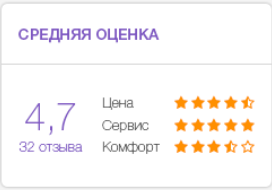 СРЕДНЯЯ ОЦЕНКА
4,7
32 отзыва
Цена
Сервис
Комфорт